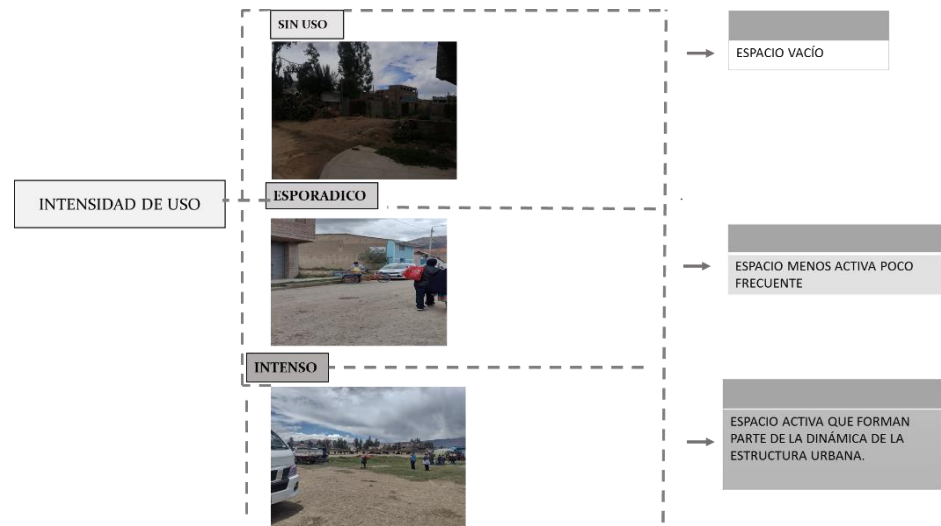 SIN USO
ESPACIO VACÍO
INTENSIDAD DE USO
ESPORADICO
ESPACIO MENOS ACTIVA POCO
FRECUENTE
INTENSO
ESPACIO ACTIVA QUE FORMAN
PARTE DE LA DINÁMICA DE LA
ESTRUCTURA URBANA.